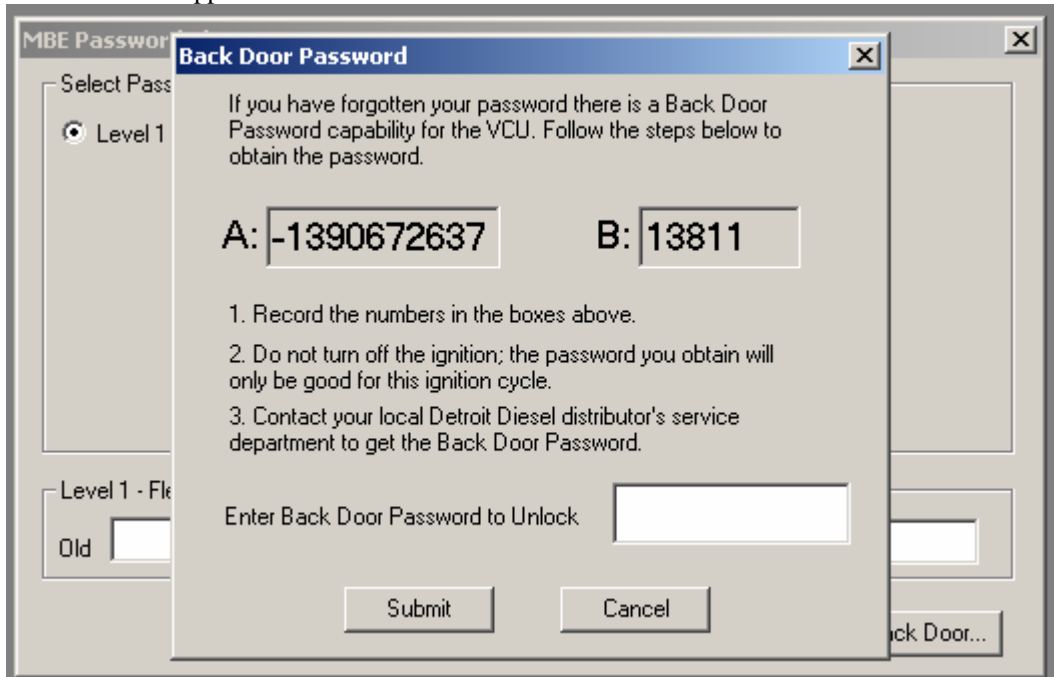 MBE Passwor
Back Door Password
Select Pass
Level 1
If you have forgotten your password there is a Back Door
Password capability for the VCU. Follow the steps below to
obtain the password.
A: -1390672637 B: 13811
1. Record the numbers in the boxes above.
2. Do not turn off the ignition; the password you obtain will
only be good for this ignition cycle.
3. Contact your local Detroit Diesel distributor's service
department to get the Back Door Password.
Level 1 - Fle
Enter Back Door Password to Unlock
Old
Submit Cancel
ck Door...